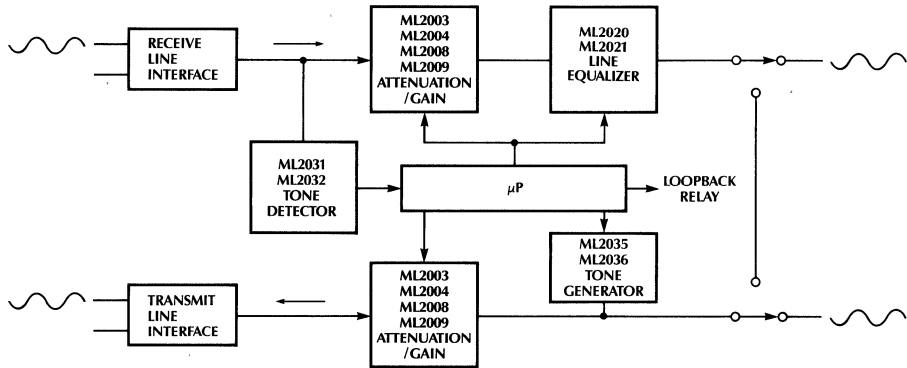 RECEIVE
LINE
INTERFACE
ML2003
ML2004
ML2008
ML2009
ATTENUATION
/GAIN
ML2020
ML2021
LINE
EQUALIZER
ML2031
ML2032
TONE
DETECTOR
μP
LOOPBACK
RELAY
ML2035
ML2036
TONE
GENERATOR
TRANSMIT
LINE
INTERFACE
ML2003
ML2004
ML2008
ML2009
ATTENUATION
/GAIN